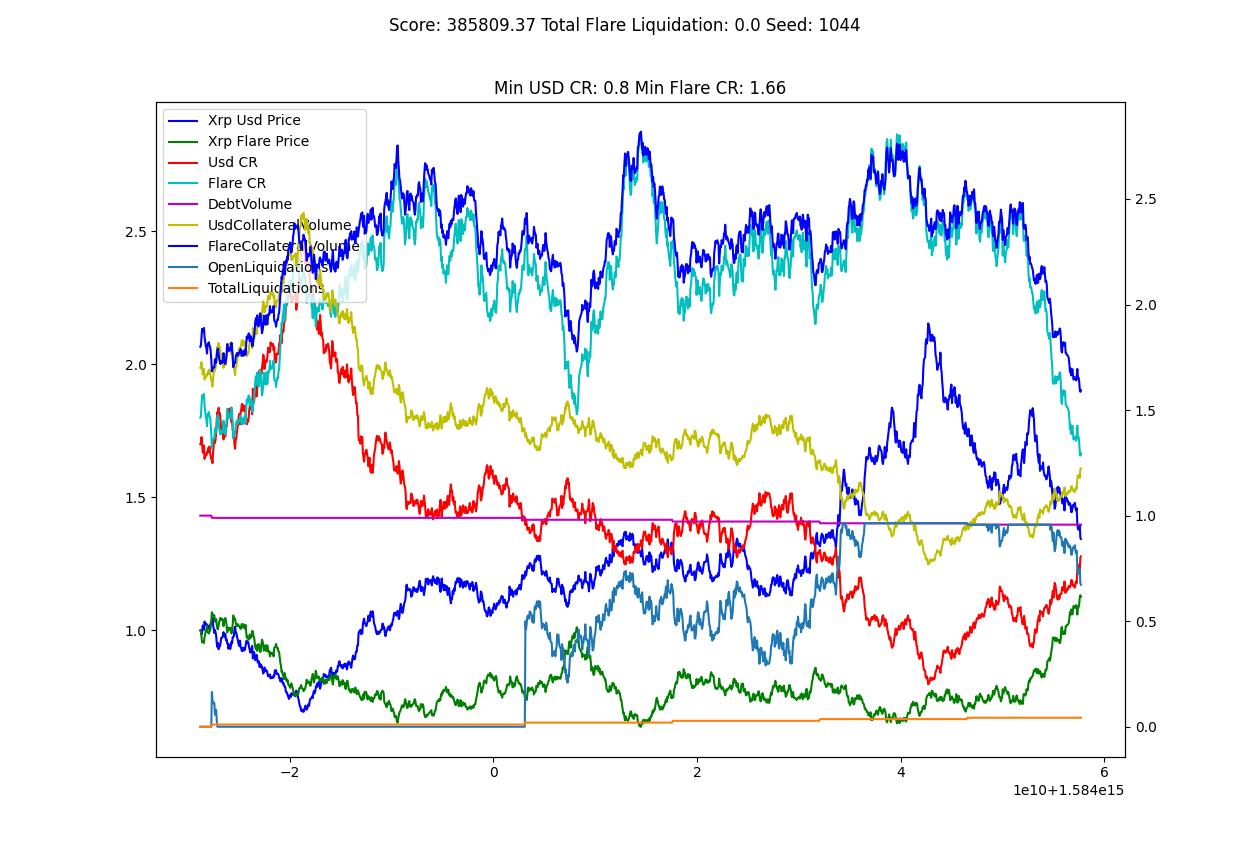 Score: 385809.37 Total Flare Liquidation: 0.0 Seed: 1044
Min USD CR: 0.8 Min Flare CR: 1.66
Xrp Usd Price
Xrp Flare Price
Usd CR
Flare CR
DebtVolume
UsdCollateralVolume
FlareCollateralVolume
OpenLiquidations
TotalLiquidations
2.5
2.0
1.5
1.0
2.5
2.0
1.5
1.0
0.5
0.0
−2 0 2 4 6
1e10+1.584e15